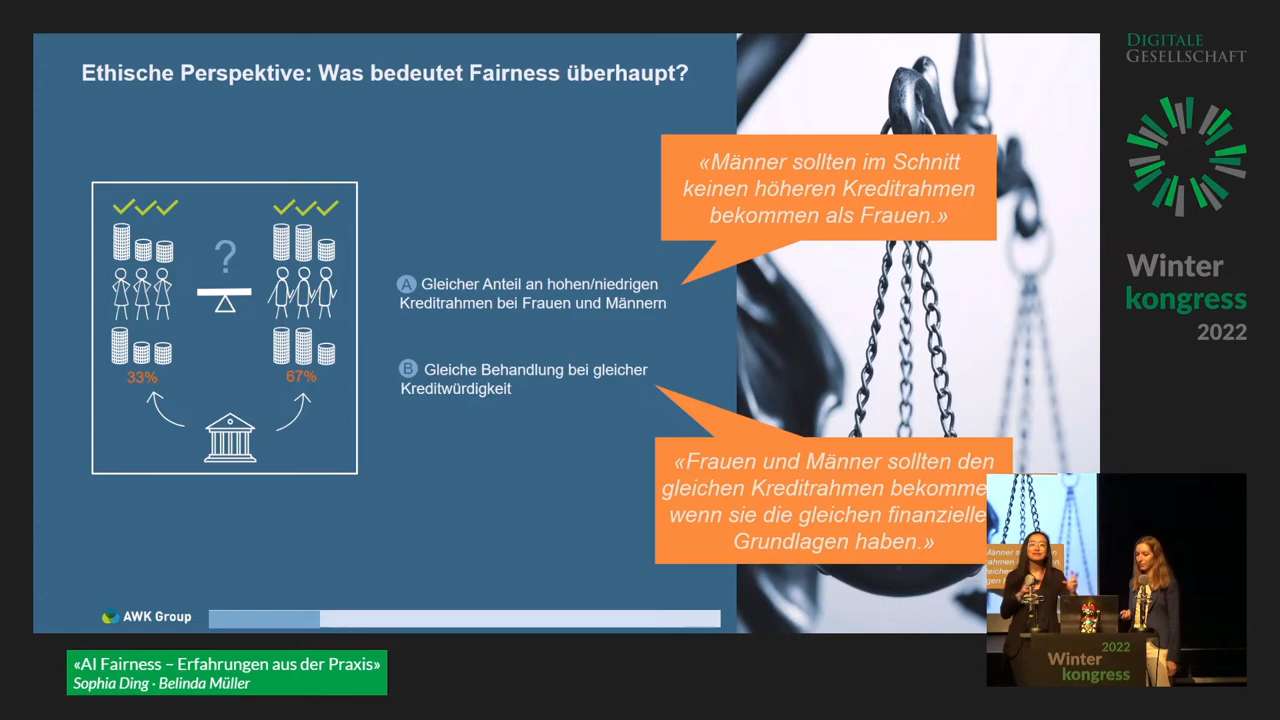 Ethische Perspektive: Was bedeutet Fairness überhaupt?
33%
67%
A Gleicher Anteil an hohen/niedrigen
Kreditrahmen bei Frauen und Männern
B Gleiche Behandlung bei gleicher
Kreditwürdigkeit
«Männer sollten im Schnitt
keinen höheren Kreditrahmen
bekommen als Frauen.»
«Frauen und Männer sollten den
gleichen Kreditrahmen bekomme
wenn sie die gleichen finanzielle
Grundlagen haben.»
AWK Group
«AI Fairness – Erfahrungen aus der Praxis»
Sophia Ding · Belinda Müller
DIGITALE
GESELLSCHAFT
Winter
kongress
2022
2022
Winter
kongress